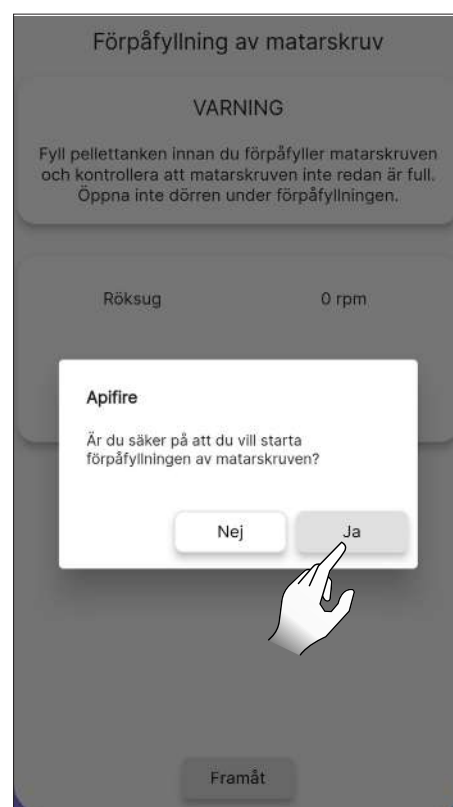 Förpåfyllning av matarskruv
VARNING
Fyll pellettanken innan du förpåfyller matarskruven
och kontrollera att matarskruven inte redan är full.
Öppna inte dörren under förpåfyllningen.
Röksug 0 rpm
Apifire
Är du säker på att du vill starta
förpåfyllningen av matarskruven?
Nej Ja
Framåt